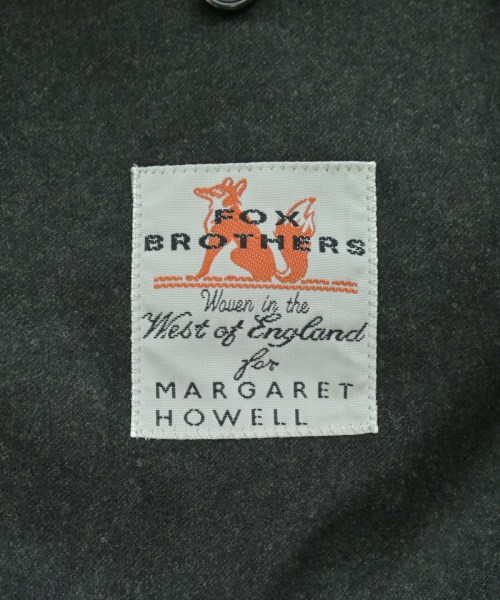 FOX
BROTHERS
Woven in the
West of England
for
MARGARET
HOWELL